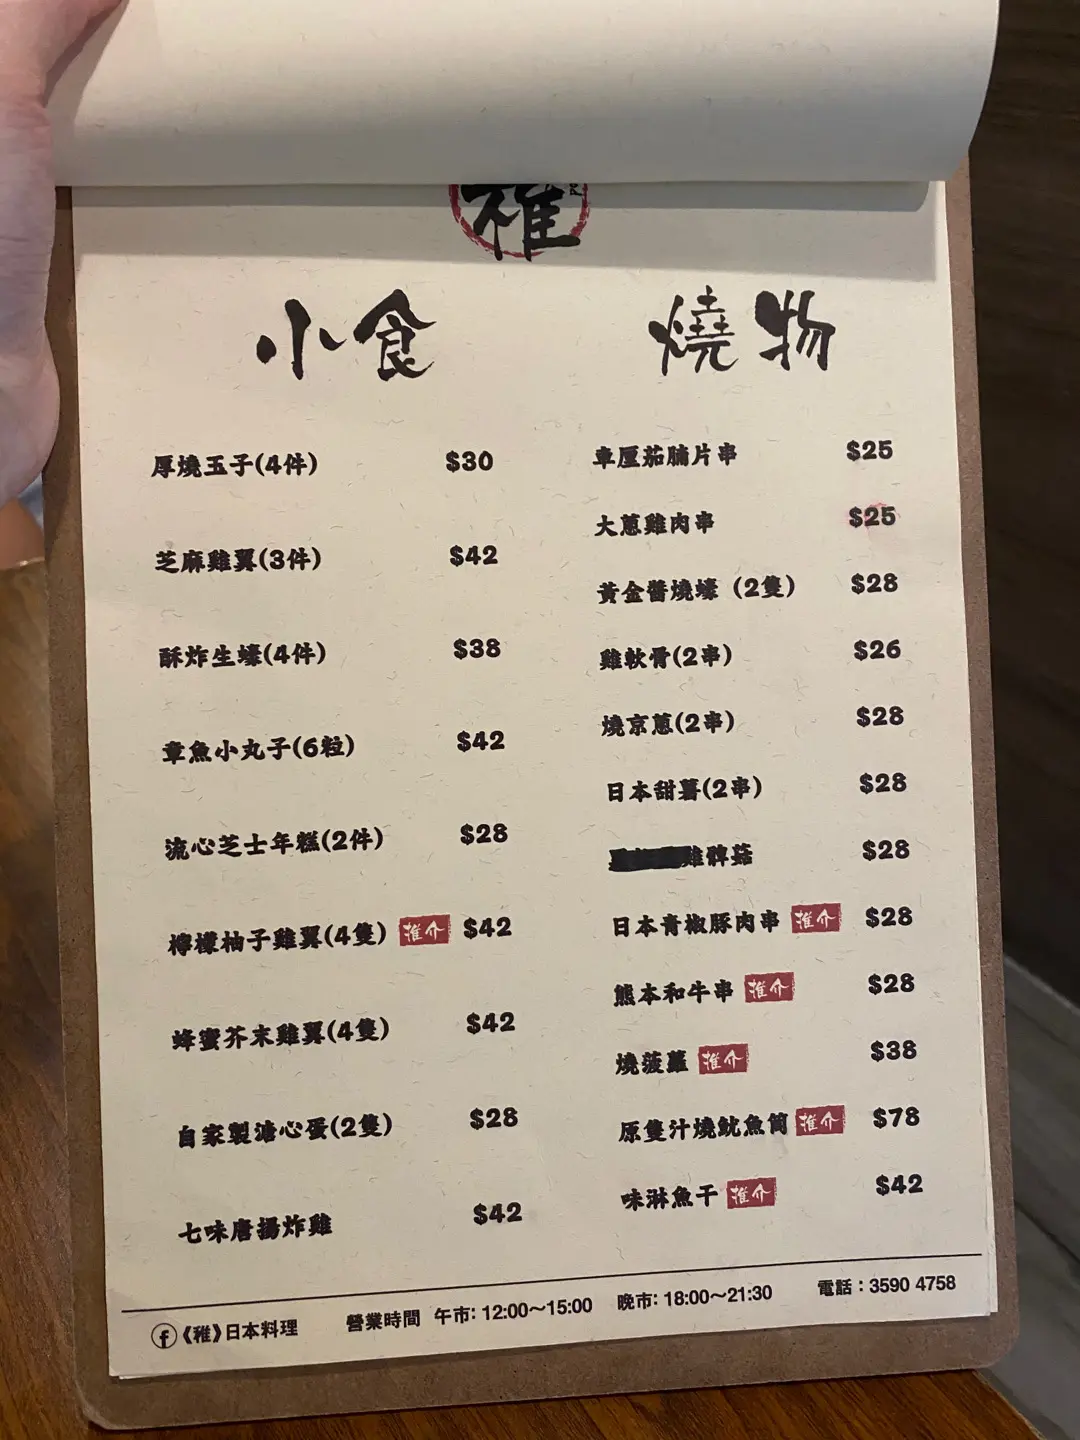 稚
小食
厚燒玉子(4件) $30
芝麻雞翼(3件) $42
酥炸生蠔(4件) $38
章魚小丸子(6粒) $42
流心芝士年糕(2件) $28
檸檬柚子雞翼(4隻) 推介 $42
蜂蜜芥末雞翼(4隻) $42
自家製溏心蛋(2隻) $28
七味唐揚炸雞 $42
燒物
車厘茄腩片串 $25
大蔥雞肉串 $25
黃金醬燒蠔 (2隻) $28
雞軟骨(2串) $26
燒京蔥(2串) $28
日本甜薯(2串) $28
雞髀菇 $28
日本青椒豚肉串 推介 $28
熊本和牛串 推介 $28
燒菠蘿 推介 $38
原隻汁燒魷魚筒 推介 $78
味淋魚干 推介 $42
f 《稚》日本料理 營業時間 午市: 12:00～15:00 晚市: 18:00～21:30 電話：3590 4758